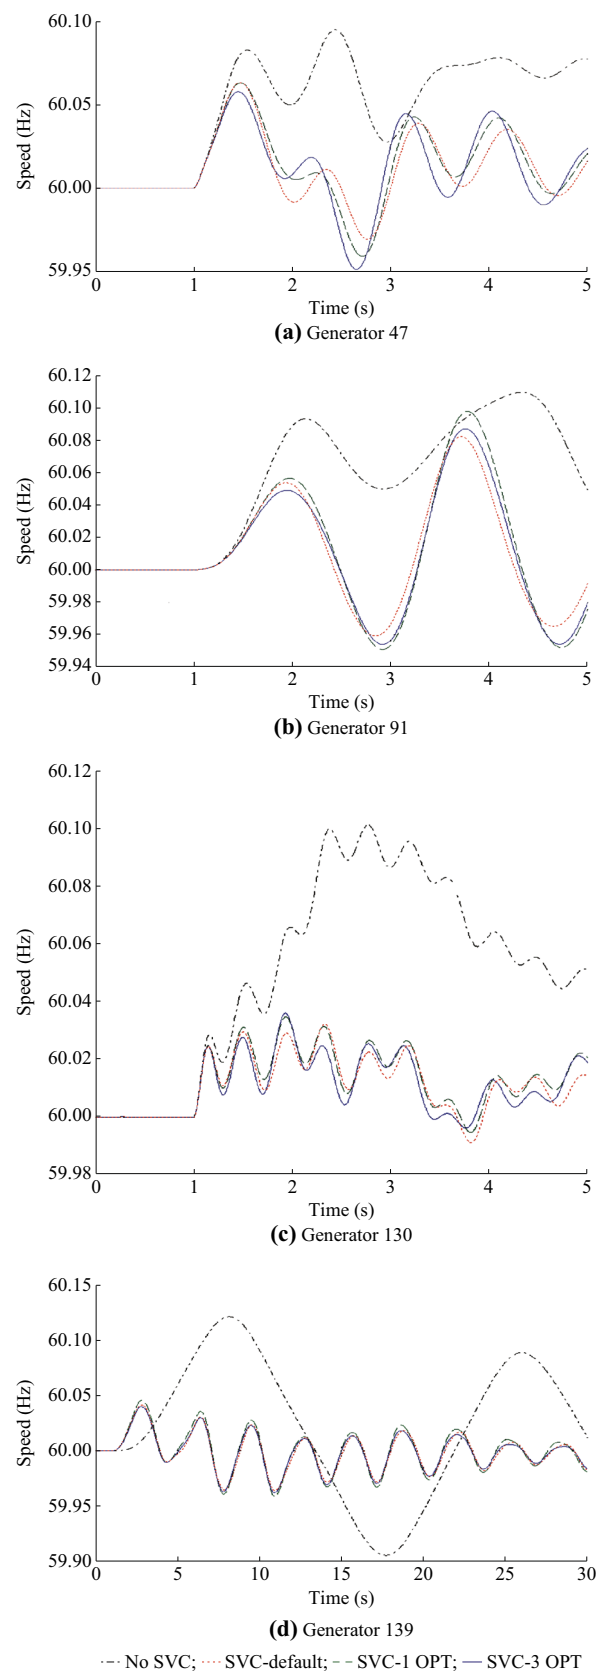 60.10
60.05
60.00
59.95
Speed (Hz)
0 1 2 3 4 5
Time (s)
(a) Generator 47
60.12
60.10
60.08
60.06
60.04
60.02
60.00
59.98
59.96
59.94
Speed (Hz)
0 1 2 3 4 5
Time (s)
(b) Generator 91
60.12
60.10
60.08
60.06
60.04
60.02
60.00
59.98
Speed (Hz)
0 1 2 3 4 5
Time (s)
(c) Generator 130
60.15
60.10
60.05
60.00
59.95
59.90
Speed (Hz)
0 5 10 15 20 25 30
Time (s)
(d) Generator 139
No SVC; SVC-default; SVC-1 OPT; SVC-3 OPT